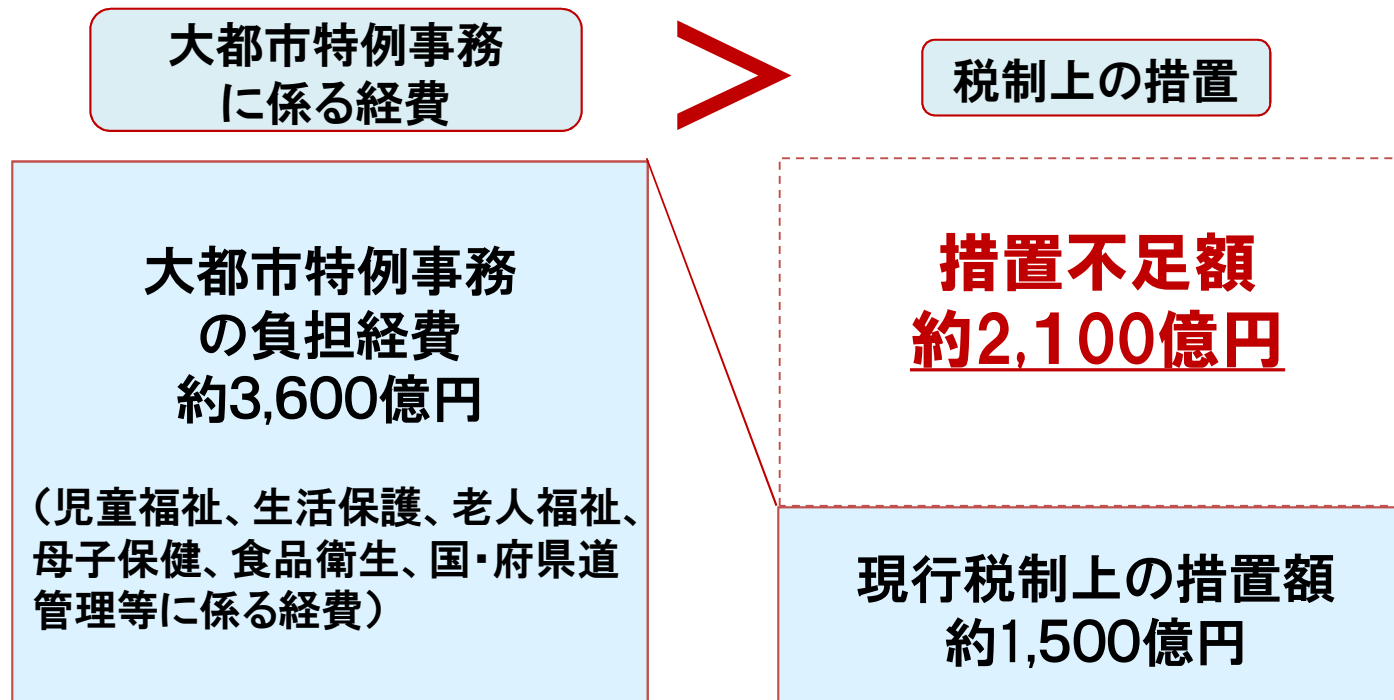 大都市特例事務
に係る経費
>
税制上の措置
大都市特例事務
の負担経費
約3,600億円
(児童福祉、生活保護、老人福祉、
母子保健、食品衛生、国・府県道
管理等に係る経費)
措置不足額
約2,100億円
現行税制上の措置額
約1,500億円